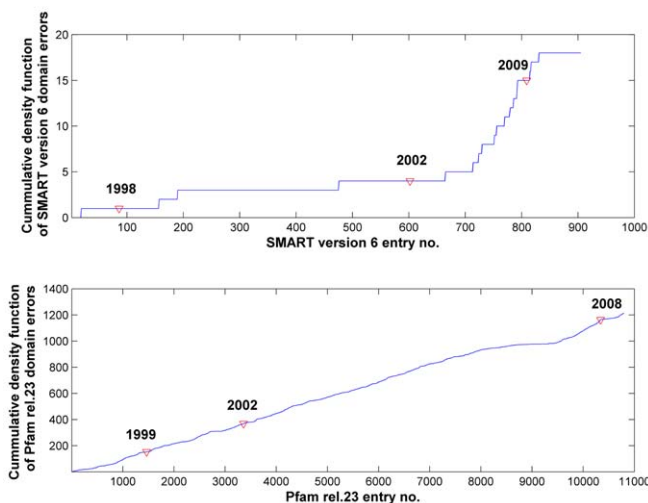 Cummulative density function
of SMART version 6 domain errors
20
15
10
5
0
1998
2002
2009
100 200 300 400 500 600 700 800 900 1000
SMART version 6 entry no.
Cummulative density function
of Pfam rel.23 domain errors
1400
1200
1000
800
600
400
200
1999
2002
2008
1000 2000 3000 4000 5000 6000 7000 8000 9000 10000 11000
Pfam rel.23 entry no.